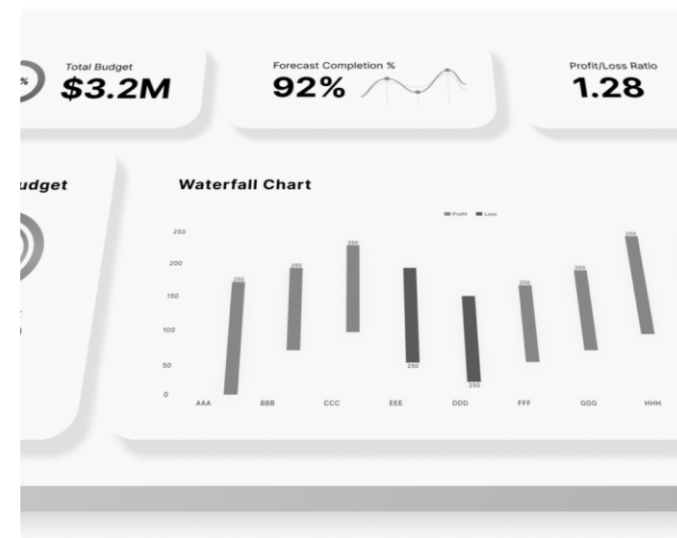 %
Total Budget
$3.2M
Forecast Completion %
92%
Profit/Loss Ratio
1.28
udget
Waterfall Chart
Profit Loss
250
200
150
100
50
0
250
250
250
250
250
250
250
250
AAA BBB CCC EEE DDD FFF GGG HHH